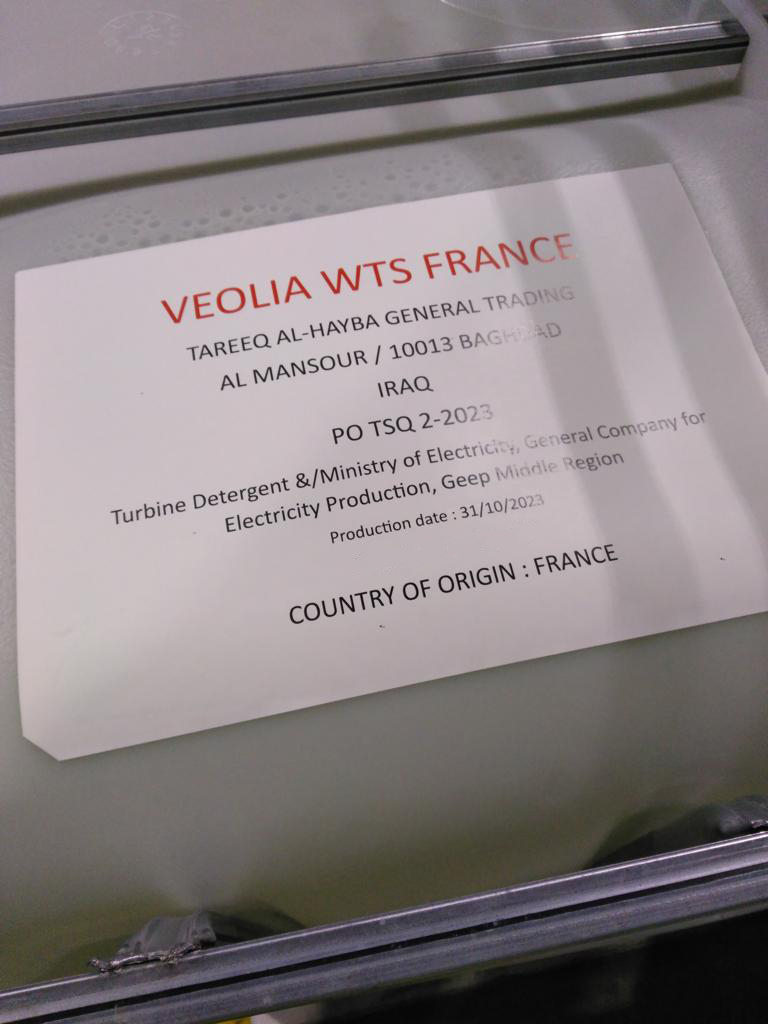 VEOLIA WTS FRANCE
TAREEQ AL-HAYBA GENERAL TRADING
AL MANSOUR / 10013 BAGHDAD
IRAQ
PO TSQ 2-2023
Turbine Detergent &/Ministry of Electricity, General Company for
Electricity Production, Geep Middle Region
Production date : 31/10/2023
COUNTRY OF ORIGIN : FRANCE